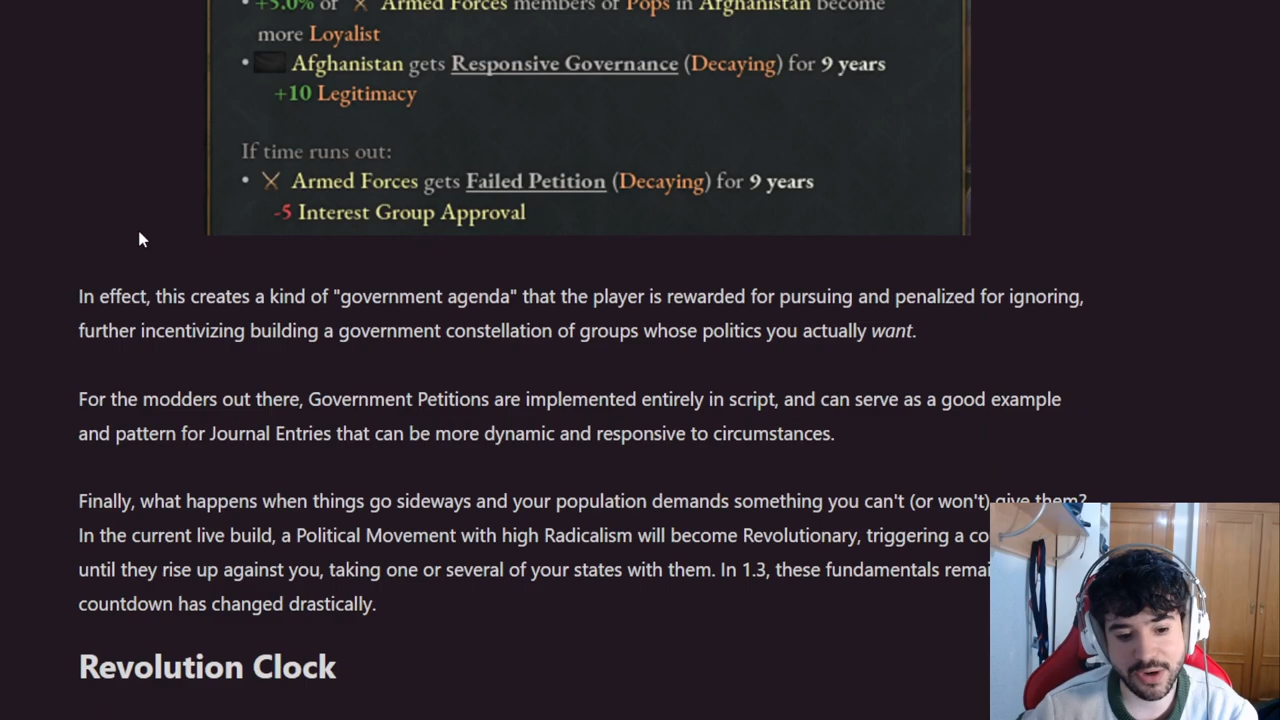 • +5.0% of Armed Forces members of Pops in Afghanistan become
more Loyalist
• Afghanistan gets Responsive Governance (Decaying) for 9 years
+10 Legitimacy
If time runs out:
• Armed Forces gets Failed Petition (Decaying) for 9 years
-5 Interest Group Approval
In effect, this creates a kind of "government agenda" that the player is rewarded for pursuing and penalized for ignoring,
further incentivizing building a government constellation of groups whose politics you actually want.
For the modders out there, Government Petitions are implemented entirely in script, and can serve as a good example
and pattern for Journal Entries that can be more dynamic and responsive to circumstances.
Finally, what happens when things go sideways and your population demands something you can't (or won't) give them?
In the current live build, a Political Movement with high Radicalism will become Revolutionary, triggering a
until they rise up against you, taking one or several of your states with them. In 1.3, these fundamentals
countdown has changed drastically.
Revolution Clock